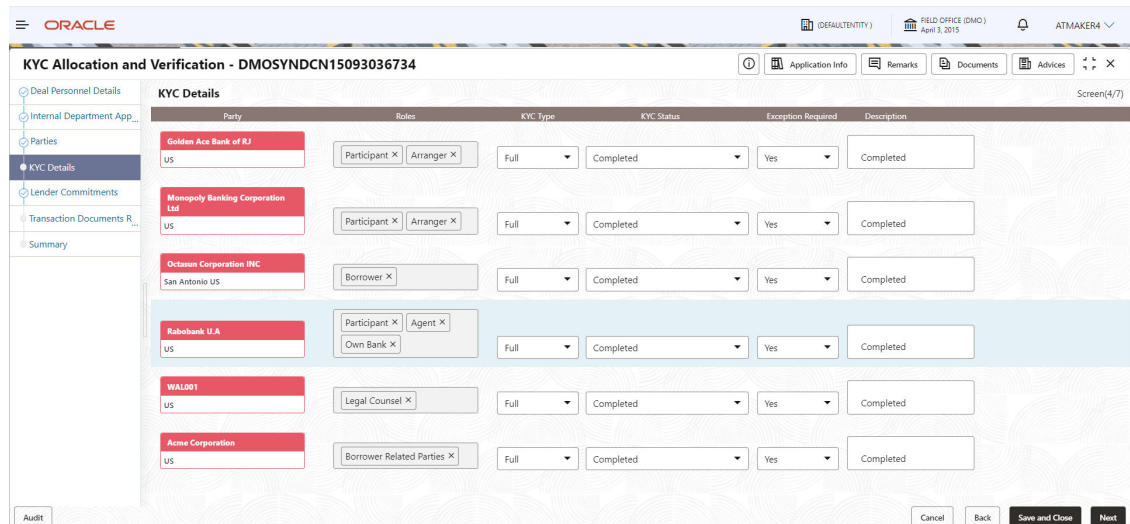 ORACLE
(DEFAULTENTITY )
FIELD OFFICE (DMO )
April 3, 2015
ATMAKER4
KYC Allocation and Verification - DMOSYNDCN15093036734
Application Info
Remarks
Documents
Advices
Deal Personnel Details
Internal Department App...
Parties
KYC Details
Lender Commitments
Transaction Documents R...
Summary
KYC Details
Screen(4/7)
Party Roles KYC Type KYC Status Exception Required Description
Golden Ace Bank of RJ
US
Participant × Arranger ×
Full Completed Yes Completed
Monopoly Banking Corporation
Ltd
US
Participant × Arranger ×
Full Completed Yes Completed
Octasun Corporation INC
San Antonio US
Borrower ×
Full Completed Yes Completed
Rabobank U.A
US
Participant × Agent ×
Own Bank ×
Full Completed Yes Completed
WAL001
US
Legal Counsel ×
Full Completed Yes Completed
Acme Corporation
US
Borrower Related Parties ×
Full Completed Yes Completed
Audit
Cancel Back Save and Close Next